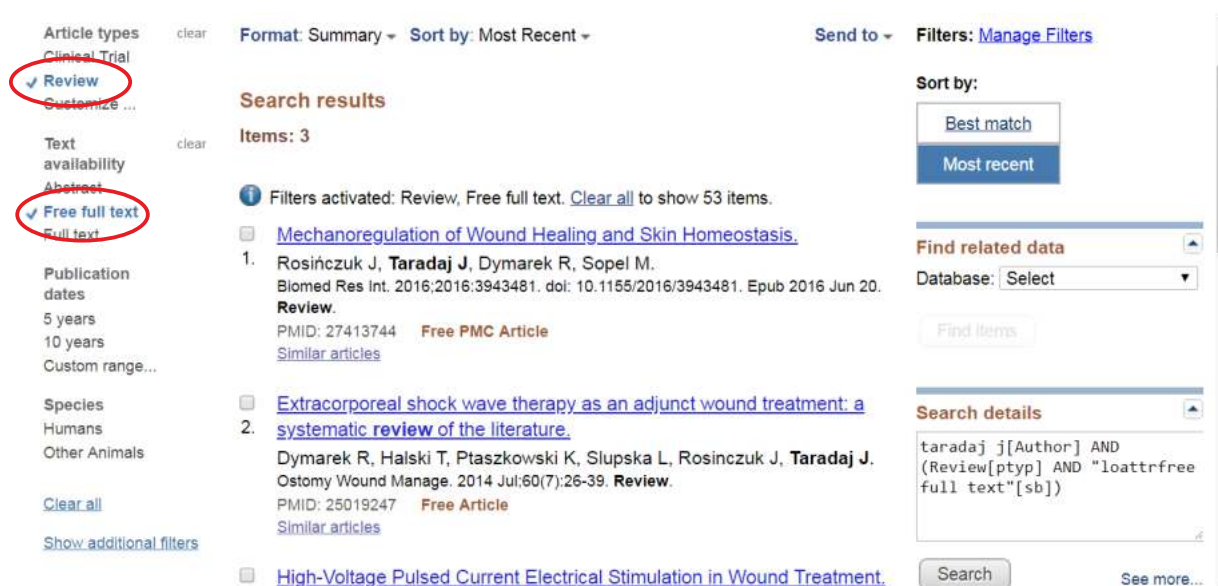 Article types clear
Clinical Trial
Review
Customize ...
Text availability clear
Abstract
Free full text
Full text
Publication dates
5 years
10 years
Custom range...
Species
Humans
Other Animals
Clear all
Show additional filters
Format: Summary Sort by: Most Recent Send to
Search results
Items: 3
Filters activated: Review, Free full text. Clear all to show 53 items.
Mechanoregulation of Wound Healing and Skin Homeostasis.
1.
Rosińczuk J, Taradaj J, Dymarek R, Sopel M.
Biomed Res Int. 2016;2016:3943481. doi: 10.1155/2016/3943481. Epub 2016 Jun 20.
Review.
PMID: 27413744 Free PMC Article
Similar articles
Extracorporeal shock wave therapy as an adjunct wound treatment: a
2. systematic review of the literature.
Dymarek R, Halski T, Ptaszkowski K, Slupska L, Rosinczuk J, Taradaj J.
Ostomy Wound Manage. 2014 Jul;60(7):26-39. Review.
PMID: 25019247 Free Article
Similar articles
High-Voltage Pulsed Current Electrical Stimulation in Wound Treatment.
Filters: Manage Filters
Sort by:
Best match
Most recent
Find related data
Database: Select
Find items
Search details
taradaj j[Author] AND
(Review[ptyp] AND "loattrfree
full text"[sb])
Search
See more...